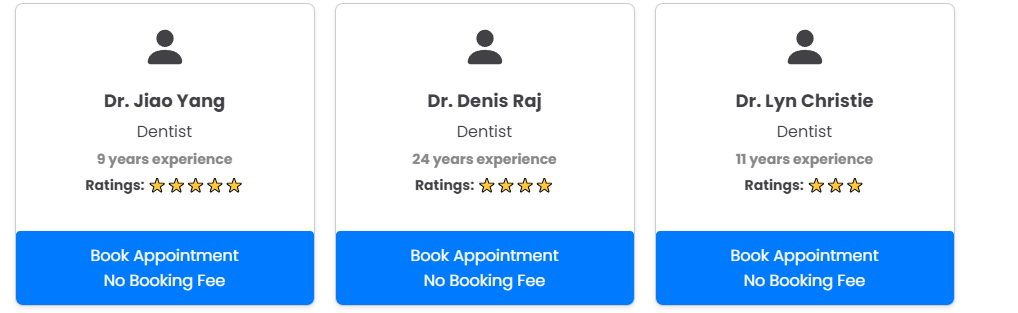 Dr. Jiao Yang
Dentist
9 years experience
Ratings: ⭐⭐⭐⭐⭐
Book Appointment
No Booking Fee
Dr. Denis Raj
Dentist
24 years experience
Ratings: ⭐⭐⭐⭐
Book Appointment
No Booking Fee
Dr. Lyn Christie
Dentist
11 years experience
Ratings: ⭐⭐⭐
Book Appointment
No Booking Fee